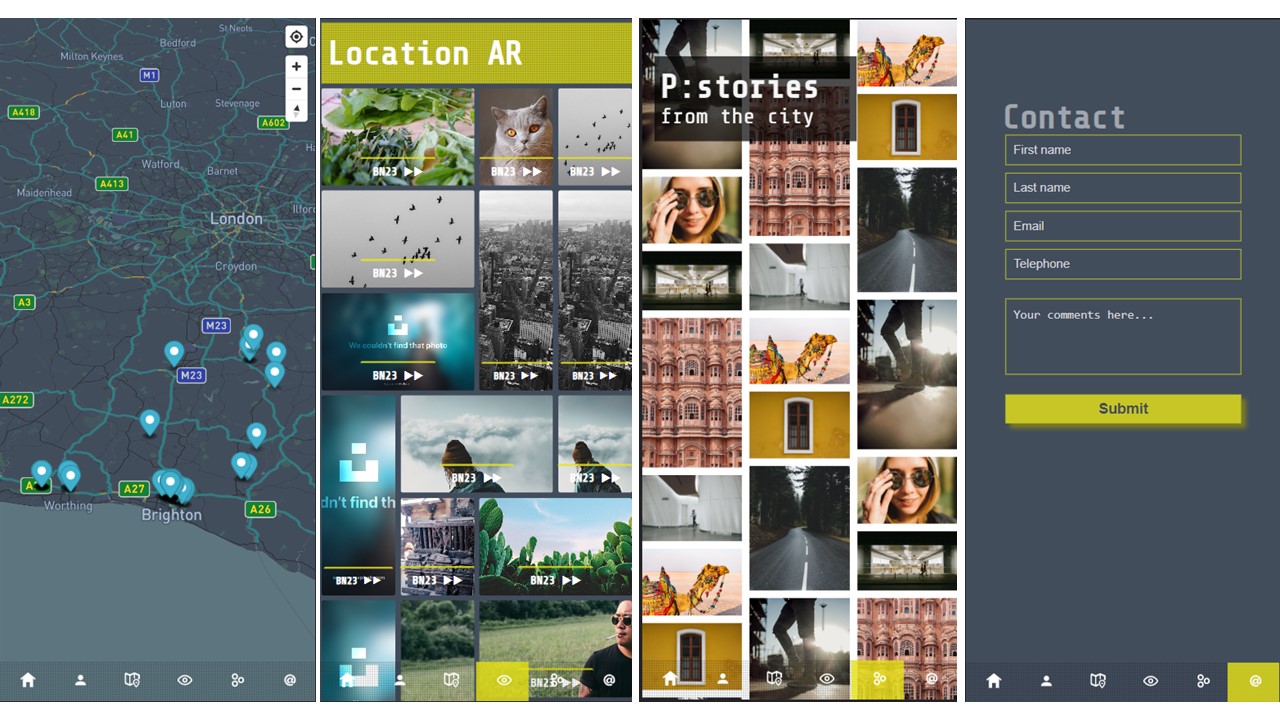 St Neots
Bedford
Milton Keynes
M1
Luton
Stevenage
A418
A602
A41
Watford
Barnet
A413
Maidenhead
London
Ilfor
Croydon
A3
M23
M23
A272
A27
Worthing
Brighton
A26
Location AR
BN23
BN23
BN23
BN23
We couldn't find that photo
BN23
BN23
BN23
dn't find th
BN23
BN23
BN23
BN23
BN23
BN23
P:stories
from the city
Contact
First name
Last name
Email
Telephone
Your comments here...
Submit